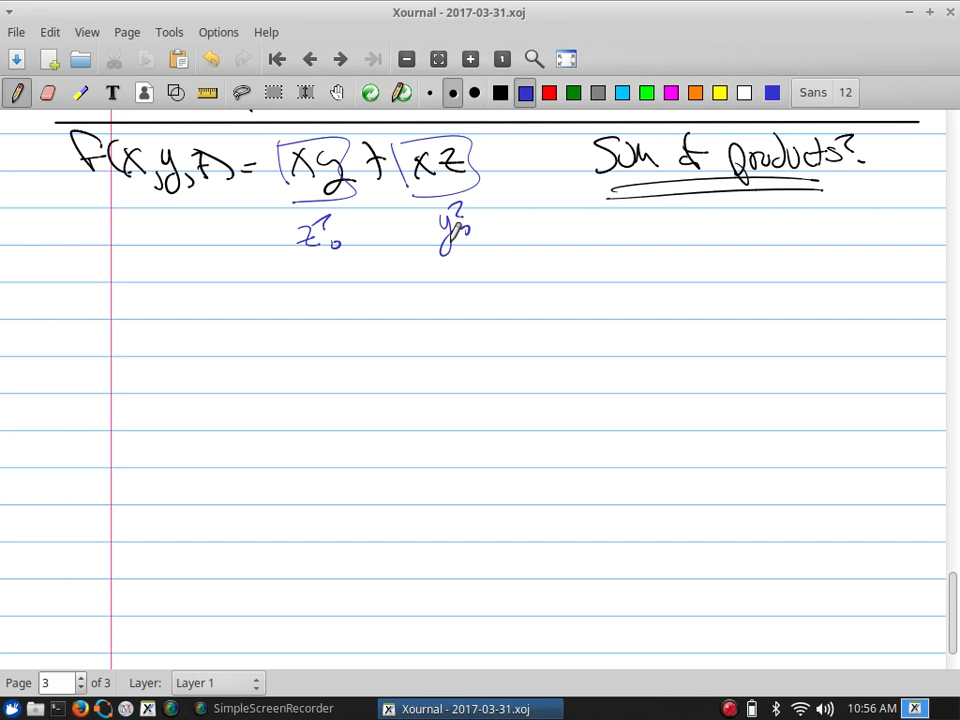 Xournal - 2017-03-31.xoj
File Edit View Page Tools Options Help
T Sans 12
F(x,y,z) = xy + xz Sum of products?
z? y?
Page 3 of 3 Layer: Layer 1
SimpleScreenRecorder Xournal - 2017-03-31.xoj 10:56 AM